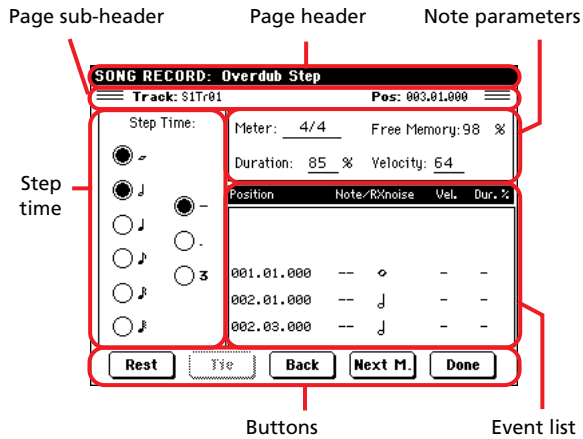 Page sub-header
Page header
Note parameters
SONG RECORD: Overdub Step
Track: S1Tr01
Pos: 003.01.000
Step Time:
Meter: 4/4
Free Memory: 98 %
Duration: 85 %
Velocity: 64
Step time
Position Note/RXnoise Vel. Dur. %
–
.
3
001.01.000 -- – –
002.01.000 -- – –
002.03.000 -- – –
Rest
Tie
Back
Next M.
Done
Buttons
Event list